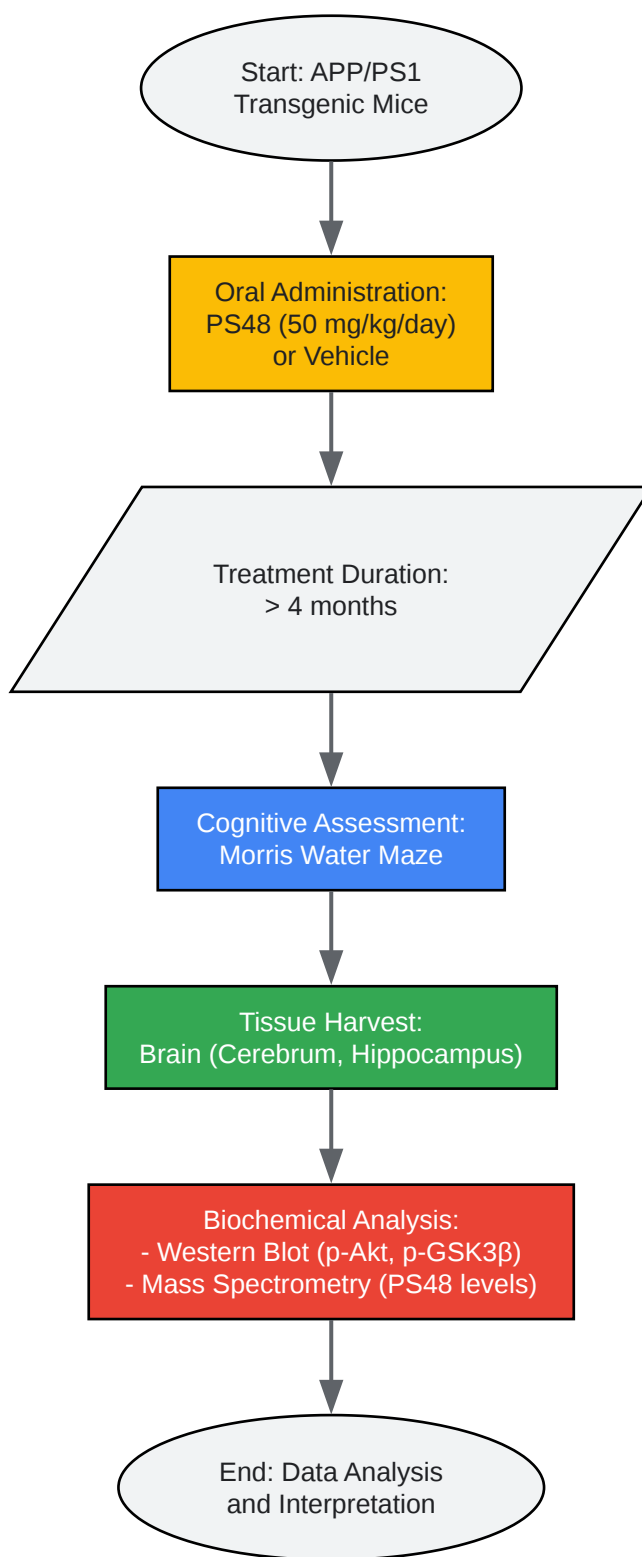 Start: APP/PS1
Transgenic Mice
Oral Administration:
PS48 (50 mg/kg/day)
or Vehicle
Treatment Duration:
> 4 months
Cognitive Assessment:
Morris Water Maze
Tissue Harvest:
Brain (Cerebrum, Hippocampus)
Biochemical Analysis:
- Western Blot (p-Akt, p-GSK3β)
- Mass Spectrometry (PS48 levels)
End: Data Analysis
and Interpretation